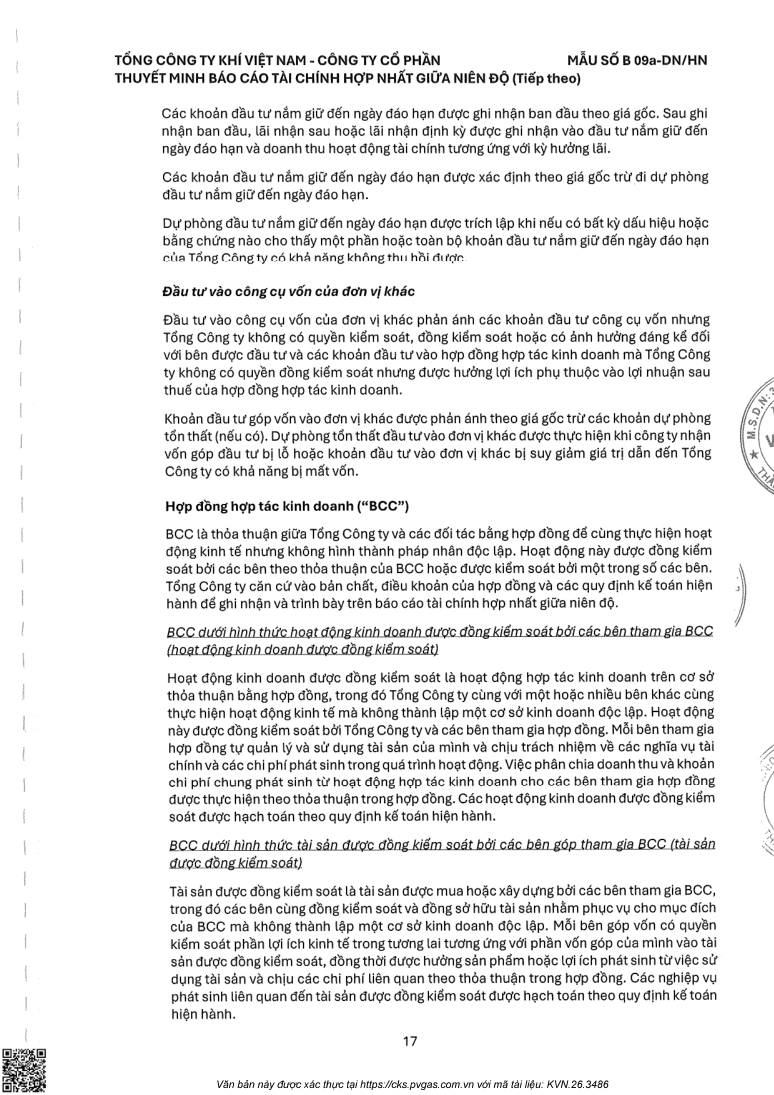 TỔNG CÔNG TY KHÍ VIỆT NAM - CÔNG TY CỔ PHẦN MẪU SỐ B 09a-DN/HN
THUYẾT MINH BÁO CÁO TÀI CHÍNH HỢP NHẤT GIỮA NIÊN ĐỘ (Tiếp theo)
Các khoản đầu tư nắm giữ đến ngày đáo hạn được ghi nhận ban đầu theo giá gốc. Sau ghi
nhận ban đầu, lãi nhận sau hoặc lãi nhận định kỳ được ghi nhận vào đầu tư nắm giữ đến
ngày đáo hạn và doanh thu hoạt động tài chính tương ứng với kỳ hưởng lãi.
Các khoản đầu tư nắm giữ đến ngày đáo hạn được xác định theo giá gốc trừ đi dự phòng
đầu tư nắm giữ đến ngày đáo hạn.
Dự phòng đầu tư nắm giữ đến ngày đáo hạn được trích lập khi nếu có bất kỳ dấu hiệu hoặc
bằng chứng nào cho thấy một phần hoặc toàn bộ khoản đầu tư nắm giữ đến ngày đáo hạn
của Tổng Công ty có khả năng không thu hồi được.
Đầu tư vào công cụ vốn của đơn vị khác
Đầu tư vào công cụ vốn của đơn vị khác phản ánh các khoản đầu tư công cụ vốn nhưng
Tổng Công ty không có quyền kiểm soát, đồng kiểm soát hoặc có ảnh hưởng đáng kể đối
với bên được đầu tư và các khoản đầu tư vào hợp đồng hợp tác kinh doanh mà Tổng Công
ty không có quyền đồng kiểm soát nhưng được hưởng lợi ích phụ thuộc vào lợi nhuận sau
thuế của hợp đồng hợp tác kinh doanh.
Khoản đầu tư góp vốn vào đơn vị khác được phản ánh theo giá gốc trừ các khoản dự phòng
tổn thất (nếu có). Dự phòng tổn thất đầu tư vào đơn vị khác được thực hiện khi công ty nhận
vốn góp đầu tư bị lỗ hoặc khoản đầu tư vào đơn vị khác bị suy giảm giá trị dẫn đến Tổng
Công ty có khả năng bị mất vốn.
Hợp đồng hợp tác kinh doanh (“BCC”)
BCC là thỏa thuận giữa Tổng Công ty và các đối tác bằng hợp đồng để cùng thực hiện hoạt
động kinh tế nhưng không hình thành pháp nhân độc lập. Hoạt động này được đồng kiểm
soát bởi các bên theo thỏa thuận của BCC hoặc được kiểm soát bởi một trong số các bên.
Tổng Công ty căn cứ vào bản chất, điều khoản của hợp đồng và các quy định kế toán hiện
hành để ghi nhận và trình bày trên báo cáo tài chính hợp nhất giữa niên độ.
BCC dưới hình thức hoạt động kinh doanh được đồng kiểm soát bởi các bên tham gia BCC
(hoạt động kinh doanh được đồng kiểm soát)
Hoạt động kinh doanh được đồng kiểm soát là hoạt động hợp tác kinh doanh trên cơ sở
thỏa thuận bằng hợp đồng, trong đó Tổng Công ty cùng với một hoặc nhiều bên khác cùng
thực hiện hoạt động kinh tế mà không thành lập một cơ sở kinh doanh độc lập. Hoạt động
này được đồng kiểm soát bởi Tổng Công ty và các bên tham gia hợp đồng. Mỗi bên tham gia
hợp đồng tự quản lý và sử dụng tài sản của mình và chịu trách nhiệm về các nghĩa vụ tài
chính và các chi phí phát sinh trong quá trình hoạt động. Việc phân chia doanh thu và khoản
chi phí chung phát sinh từ hoạt động hợp tác kinh doanh cho các bên tham gia hợp đồng
được thực hiện theo thỏa thuận trong hợp đồng. Các hoạt động kinh doanh được đồng kiểm
soát được hạch toán theo quy định kế toán hiện hành.
BCC dưới hình thức tài sản được đồng kiểm soát bởi các bên góp tham gia BCC (tài sản
được đồng kiểm soát)
Tài sản được đồng kiểm soát là tài sản được mua hoặc xây dựng bởi các bên tham gia BCC,
trong đó các bên cùng đồng kiểm soát và đồng sở hữu tài sản nhằm phục vụ cho mục đích
của BCC mà không thành lập một cơ sở kinh doanh độc lập. Mỗi bên góp vốn có quyền
kiểm soát phần lợi ích kinh tế trong tương lai tương ứng với phần vốn góp của mình vào tài
sản được đồng kiểm soát, đồng thời được hưởng sản phẩm hoặc lợi ích phát sinh từ việc sử
dụng tài sản và chịu các chi phí liên quan theo thỏa thuận trong hợp đồng. Các nghiệp vụ
phát sinh liên quan đến tài sản được đồng kiểm soát được hạch toán theo quy định kế toán
hiện hành.
17
Văn bản này được xác thực tại https://cks.pvgas.com.vn với mã tài liệu: KVN.26.3486